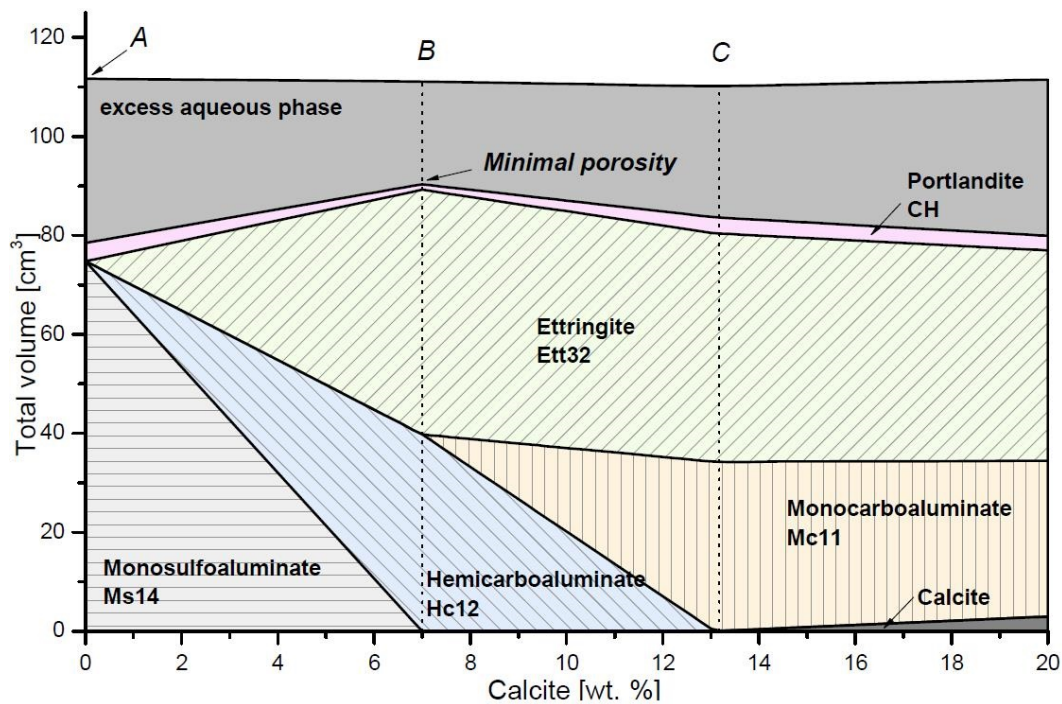 120
100
80
60
40
20
0
Total volume [cm³]
A
B
C
excess aqueous phase
Minimal porosity
Portlandite
CH
Ettringite
Ett32
Monocarboaluminate
Mc11
Monosulfoaluminate
Ms14
Hemicarboaluminate
Hc12
Calcite
0 2 4 6 8 10 12 14 16 18 20
Calcite [wt. %]